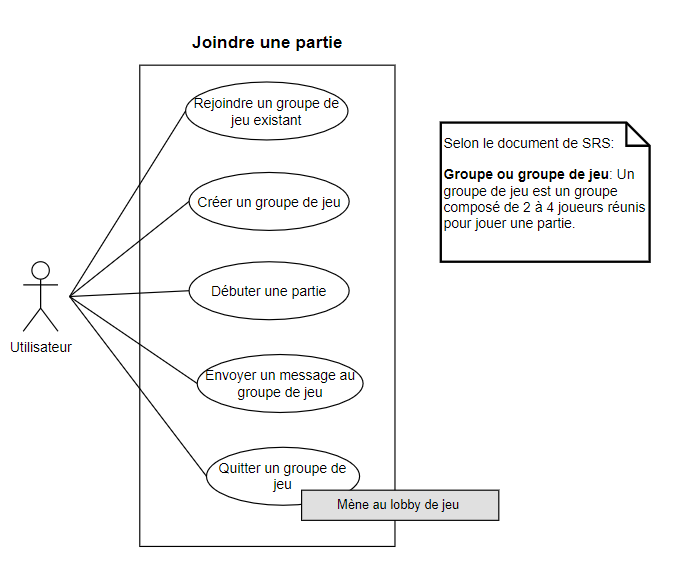 Joindre une partie
Rejoindre un groupe de
jeu existant
Créer un groupe de jeu
Débuter une partie
Envoyer un message au
groupe de jeu
Quitter un groupe de
jeu
Mène au lobby de jeu
Utilisateur
Selon le document de SRS:
Groupe ou groupe de jeu: Un
groupe de jeu est un groupe
composé de 2 à 4 joueurs réunis
pour jouer une partie.